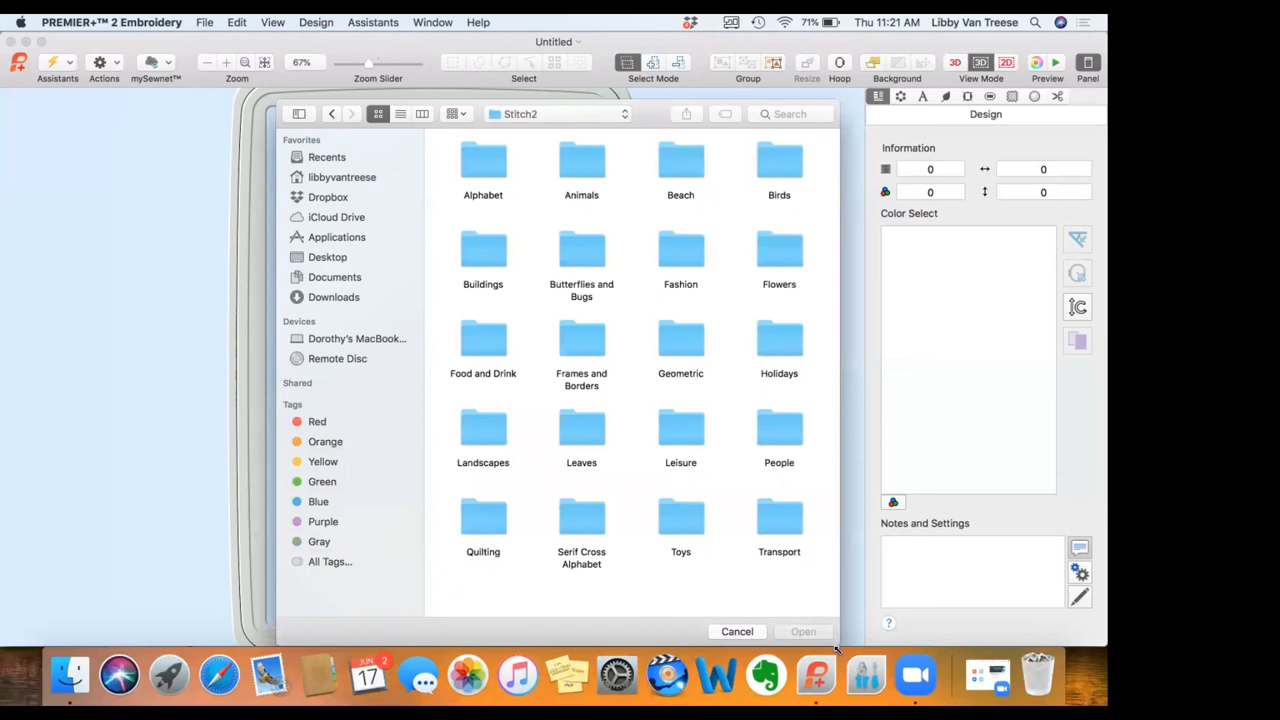 PREMIER+™ 2 Embroidery File Edit View Design Assistants Window Help 71% Thu 11:21 AM Libby Van Treese
Untitled
67%
3D 3D 2D
Assistants Actions mySewnet™ Zoom Zoom Slider Select Select Mode Group Resize Hoop Background View Mode Preview Panel
Stitch2 Search
Design
Favorites
Recents
libbyvantreese
Dropbox
iCloud Drive
Applications
Desktop
Documents
Downloads
Devices
Dorothy's MacBook...
Remote Disc
Shared
Tags
Red
Orange
Yellow
Green
Blue
Purple
Gray
All Tags...
Alphabet Animals Beach Birds
Buildings Butterflies and Bugs Fashion Flowers
Food and Drink Frames and Borders Geometric Holidays
Landscapes Leaves Leisure People
Quilting Serif Cross Alphabet Toys Transport
Cancel Open
Information
0 0
0 0
Color Select
Notes and Settings
?
JUN 2
17